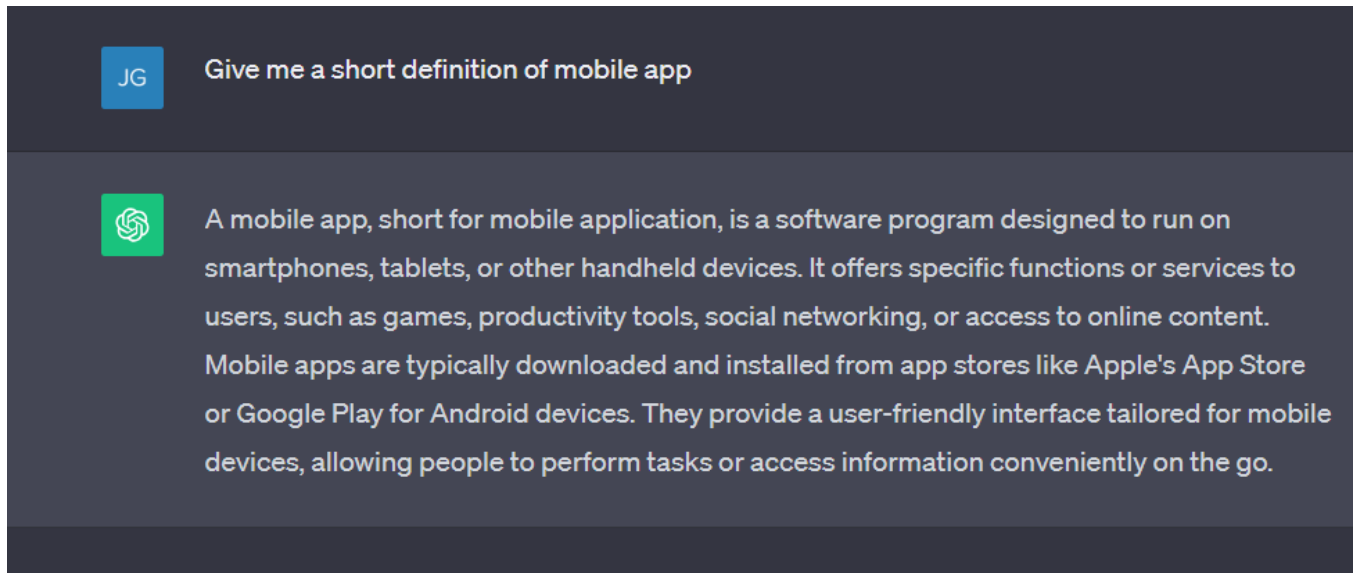 JG
Give me a short definition of mobile app
A mobile app, short for mobile application, is a software program designed to run on
smartphones, tablets, or other handheld devices. It offers specific functions or services to
users, such as games, productivity tools, social networking, or access to online content.
Mobile apps are typically downloaded and installed from app stores like Apple's App Store
or Google Play for Android devices. They provide a user-friendly interface tailored for mobile
devices, allowing people to perform tasks or access information conveniently on the go.